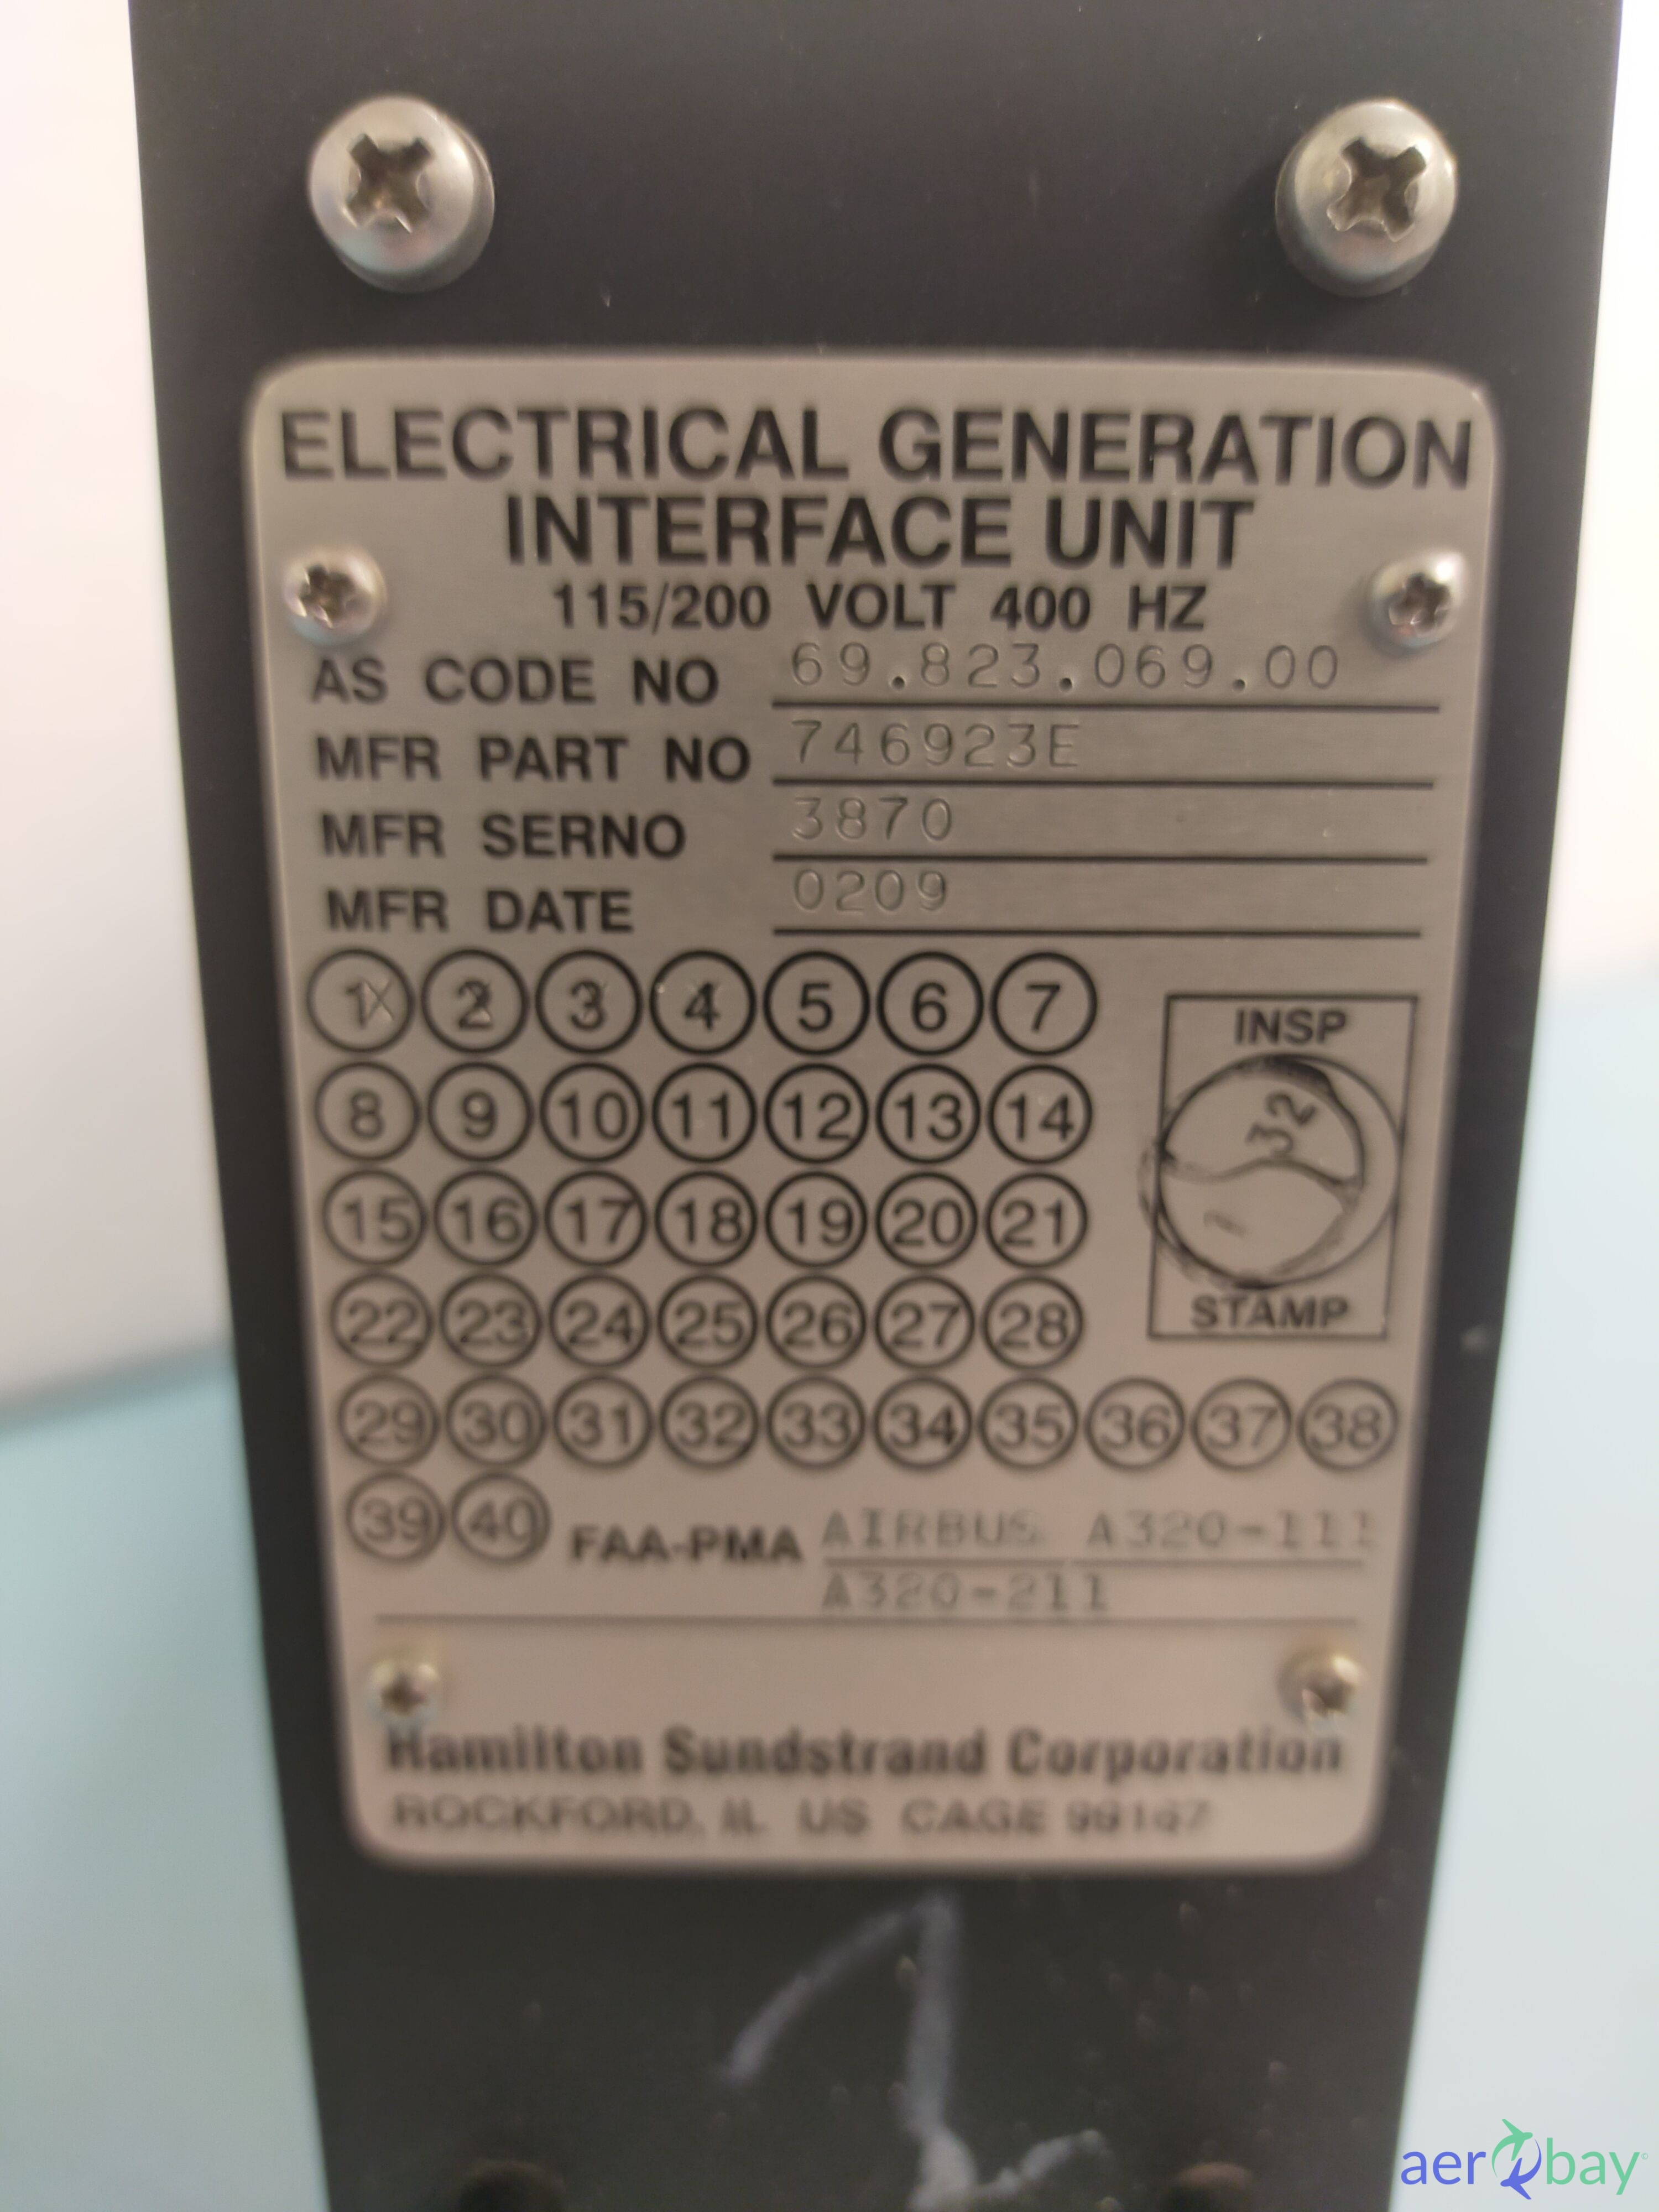 ELECTRICAL GENERATION
INTERFACE UNIT
115/200 VOLT 400 HZ
AS CODE NO 69.823.069.00
MFR PART NO 746923E
MFR SERNO 3870
MFR DATE 0209
1 2 3 4 5 6 7
8 9 10 11 12 13 14
15 16 17 18 19 20 21
22 23 24 25 26 27 28
29 30 31 32 33 34 35 36 37 38
39 40 FAA-PMA AIRBUS A320-111
A320-211
INSP
32
STAMP
Hamilton Sundstrand Corporation
ROCKFORD, IL US CAGE 99167
aerobay